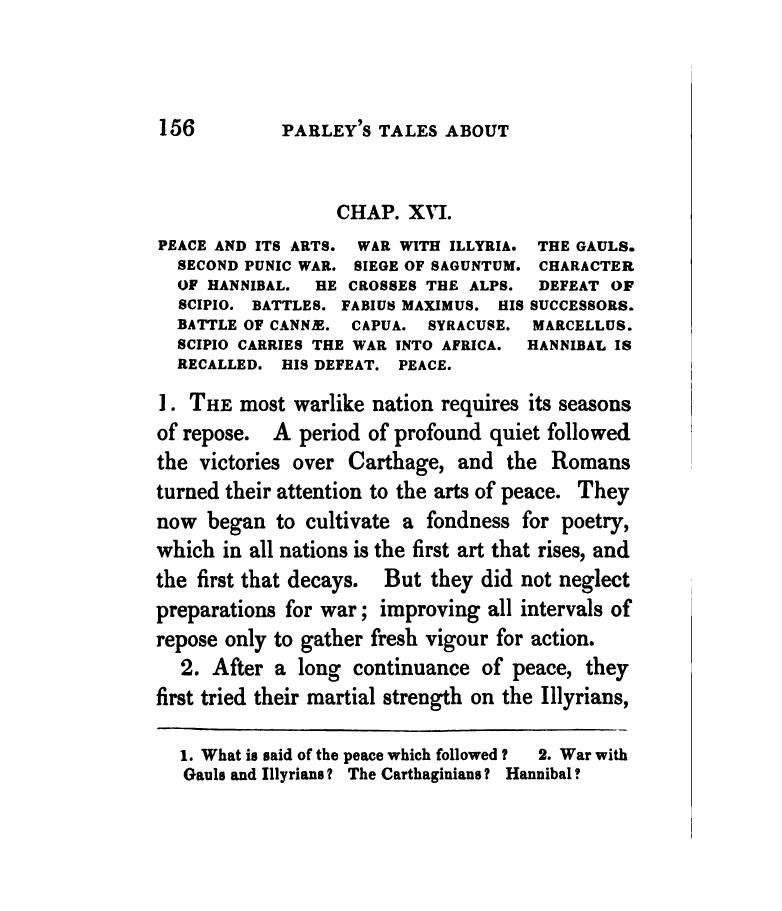 156 PARLEY'S TALES ABOUT
CHAP. XVI.
PEACE AND ITS ARTS. WAR WITH ILLYRIA. THE GAULS.
SECOND PUNIC WAR. SIEGE OF SAGUNTUM. CHARACTER
OF HANNIBAL. HE CROSSES THE ALPS. DEFEAT OF
SCIPIO. BATTLES. FABIUS MAXIMUS. HIS SUCCESSORS.
BATTLE OF CANNÆ. CAPUA. SYRACUSE. MARCELLUS.
SCIPIO CARRIES THE WAR INTO AFRICA. HANNIBAL IS
RECALLED. HIS DEFEAT. PEACE.
1. THE most warlike nation requires its seasons
of repose. A period of profound quiet followed
the victories over Carthage, and the Romans
turned their attention to the arts of peace. They
now began to cultivate a fondness for poetry,
which in all nations is the first art that rises, and
the first that decays. But they did not neglect
preparations for war; improving all intervals of
repose only to gather fresh vigour for action.
2. After a long continuance of peace, they
first tried their martial strength on the Illyrians,
1. What is said of the peace which followed? 2. War with
Gauls and Illyrians? The Carthaginians? Hannibal?